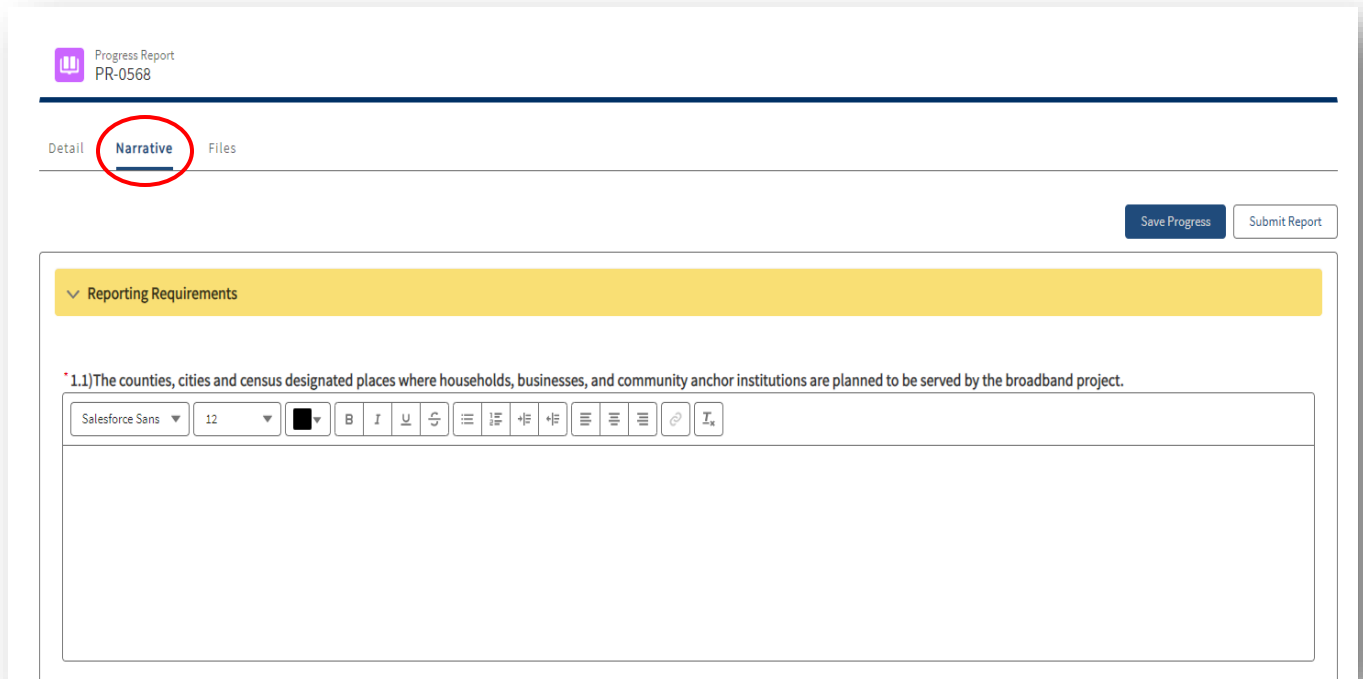 Progress Report
PR-0568
Detail Narrative Files
Save Progress Submit Report
Reporting Requirements
*1.1)The counties, cities and census designated places where households, businesses, and community anchor institutions are planned to be served by the broadband project.
Salesforce Sans 12 B I U S